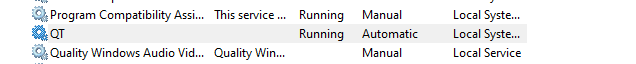 Program Compatibility Assi... This service ... Running Manual Local Syste...
QT Running Automatic Local Syste...
Quality Windows Audio Vid... Quality Win... Manual Local Service